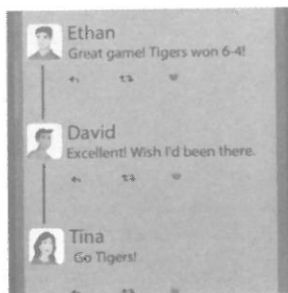 Ethan
Great game! Tigers won 6-4!
David
Excellent! Wish I'd been there.
Tina
Go Tigers!